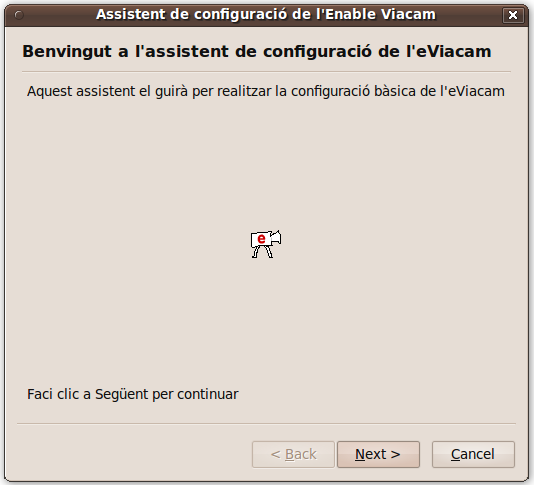 Assistent de configuració de l'Enable Viacam
Benvingut a l'assistent de configuració de l'eViacam
Aquest assistent el guirà per realitzar la configuració bàsica de l'eViacam
e
Faci clic a Següent per continuar
< Back Next > Cancel